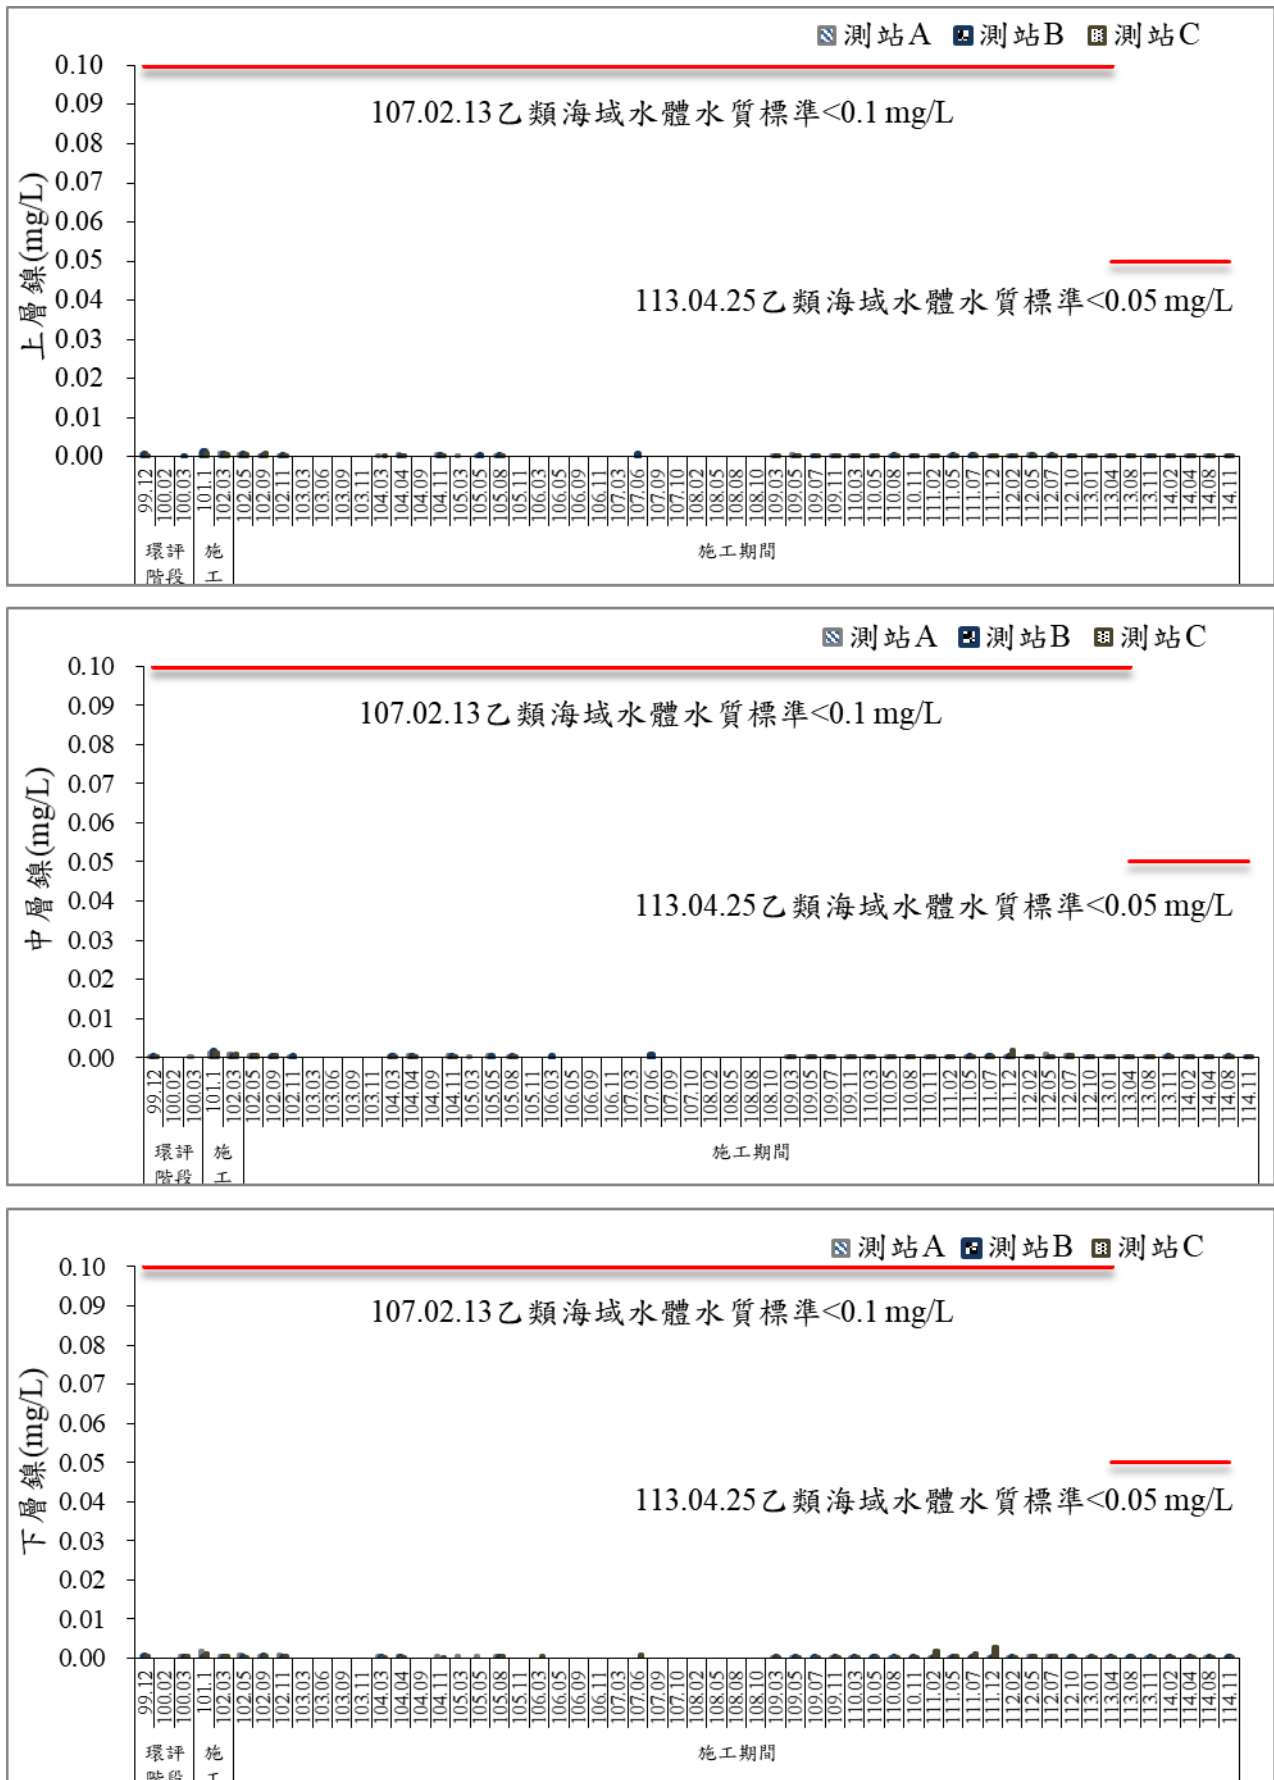 測站A 測站B 測站C
0.10
107.02.13乙類海域水體水質標準<0.1 mg/L
0.09
0.08
0.07
0.06
0.05
113.04.25乙類海域水體水質標準<0.05 mg/L
0.04
0.03
0.02
0.01
0.00
上層鎳(mg/L)
99.12 100.02 100.03 101.1 102.03 102.05 102.09 102.11 103.03 103.06 103.09 103.11 104.03 104.04 104.09 104.11 105.03 105.05 105.08 105.11 106.03 106.05 106.09 106.11 107.03 107.06 107.09 107.10 108.02 108.05 108.08 108.10 109.03 109.05 109.07 109.11 110.03 110.05 110.08 110.11 111.02 111.05 111.07 111.12 112.02 112.05 112.07 112.10 113.01 113.04 113.08 113.11 114.02 114.04 114.08 114.11
環評 施 施工期間
階段 工
測站A 測站B 測站C
0.10
107.02.13乙類海域水體水質標準<0.1 mg/L
0.09
0.08
0.07
0.06
0.05
113.04.25乙類海域水體水質標準<0.05 mg/L
0.04
0.03
0.02
0.01
0.00
中層鎳(mg/L)
99.12 100.02 100.03 101.1 102.03 102.05 102.09 102.11 103.03 103.06 103.09 103.11 104.03 104.04 104.09 104.11 105.03 105.05 105.08 105.11 106.03 106.05 106.09 106.11 107.03 107.06 107.09 107.10 108.02 108.05 108.08 108.10 109.03 109.05 109.07 109.11 110.03 110.05 110.08 110.11 111.02 111.05 111.07 111.12 112.02 112.05 112.07 112.10 113.01 113.04 113.08 113.11 114.02 114.04 114.08 114.11
環評 施 施工期間
階段 工
測站A 測站B 測站C
0.10
107.02.13乙類海域水體水質標準<0.1 mg/L
0.09
0.08
0.07
0.06
0.05
113.04.25乙類海域水體水質標準<0.05 mg/L
0.04
0.03
0.02
0.01
0.00
下層鎳(mg/L)
99.12 100.02 100.03 101.1 102.03 102.05 102.09 102.11 103.03 103.06 103.09 103.11 104.03 104.04 104.09 104.11 105.03 105.05 105.08 105.11 106.03 106.05 106.09 106.11 107.03 107.06 107.09 107.10 108.02 108.05 108.08 108.10 109.03 109.05 109.07 109.11 110.03 110.05 110.08 110.11 111.02 111.05 111.07 111.12 112.02 112.05 112.07 112.10 113.01 113.04 113.08 113.11 114.02 114.04 114.08 114.11
環評 施 施工期間
階段 工